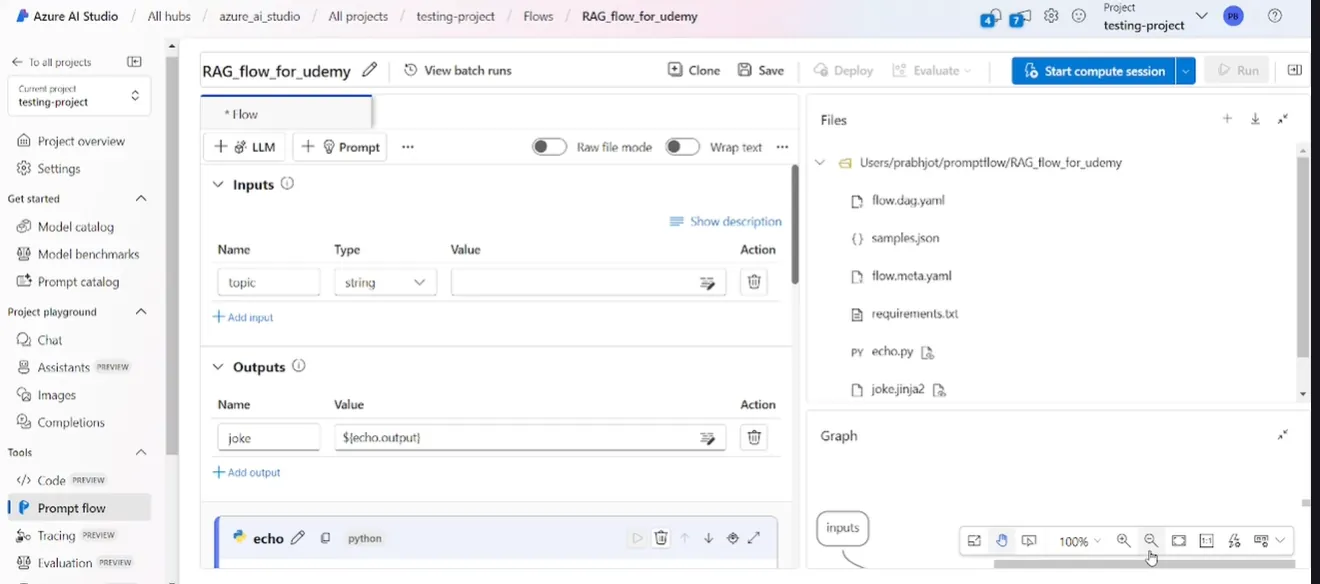 Azure AI Studio / All hubs / azure_ai_studio / All projects / testing-project / Flows / RAG_flow_for_udemy
4
7
Project
testing-project
PB
To all projects
Current project
testing-project
Project overview
Settings
Get started
Model catalog
Model benchmarks
Prompt catalog
Project playground
Chat
Assistants PREVIEW
Images
Completions
Tools
Code PREVIEW
Prompt flow
Tracing PREVIEW
Evaluation PREVIEW
RAG_flow_for_udemy
View batch runs
Clone
Save
Deploy
Evaluate
Start compute session
Run
* Flow
+ LLM
+ Prompt
...
Raw file mode
Wrap text
...
Inputs
Show description
Name Type Value Action
topic string
+ Add input
Outputs
Name Value Action
joke ${echo.output}
+ Add output
echo python
Files
Users/prabhjot/promptflow/RAG_flow_for_udemy
flow.dag.yaml
{} samples.json
flow.meta.yaml
requirements.txt
PY echo.py
joke.jinja2
Graph
inputs
100%
1:1